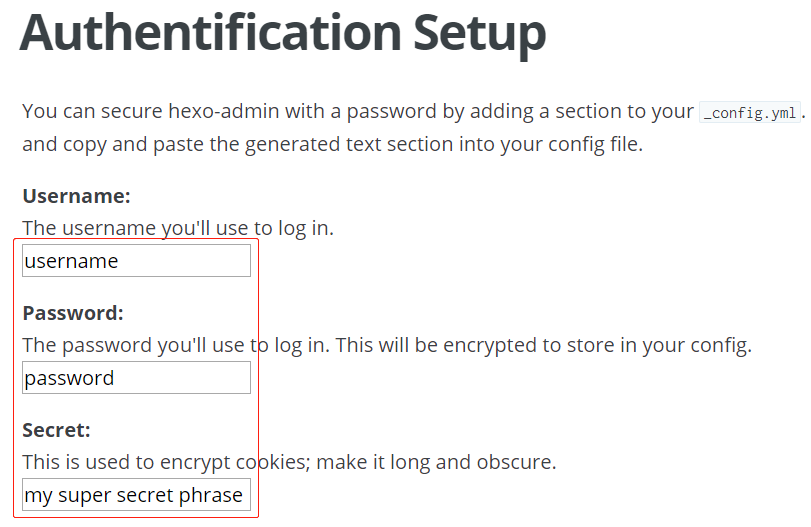 Authentification Setup
You can secure hexo-admin with a password by adding a section to your _config.yml.
and copy and paste the generated text section into your config file.
Username:
The username you'll use to log in.
username
Password:
The password you'll use to log in. This will be encrypted to store in your config.
password
Secret:
This is used to encrypt cookies; make it long and obscure.
my super secret phrase